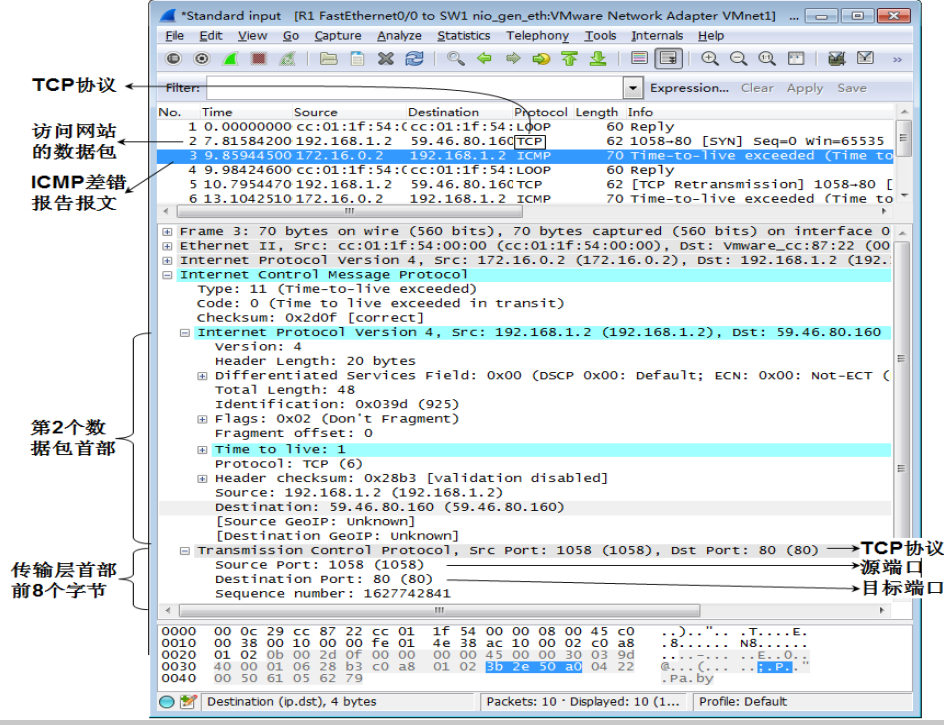 *Standard input [R1 FastEthernet0/0 to SW1 nio_gen_eth:VMware Network Adapter VMnet1] ...
File Edit View Go Capture Analyze Statistics Telephony Tools Internals Help
TCP协议
Filter: Expression... Clear Apply Save
No. Time Source Destination Protocol Length Info
1 0.00000000 cc:01:1f:54:(cc:01:1f:54:LOOP 60 Reply
访问网站
的数据包
2 7.81584200 192.168.1.2 59.46.80.160 TCP 62 1058→80 [SYN] Seq=0 Win=65535
3 9.85944500 172.16.0.2 192.168.1.2 ICMP 70 Time-to-live exceeded (Time to
ICMP差错
报告报文
4 9.98424600 cc:01:1f:54:(cc:01:1f:54:LOOP 60 Reply
5 10.7954470 192.168.1.2 59.46.80.160 TCP 62 [TCP Retransmission] 1058→80 [
6 13.1042510 172.16.0.2 192.168.1.2 ICMP 70 Time-to-live exceeded (Time to
Frame 3: 70 bytes on wire (560 bits), 70 bytes captured (560 bits) on interface 0
Ethernet II, Src: cc:01:1f:54:00:00 (cc:01:1f:54:00:00), Dst: Vmware_cc:87:22 (00
Internet Protocol Version 4, Src: 172.16.0.2 (172.16.0.2), Dst: 192.168.1.2 (192.
Internet Control Message Protocol
Type: 11 (Time-to-live exceeded)
Code: 0 (Time to live exceeded in transit)
Checksum: 0x2d0f [correct]
Internet Protocol Version 4, Src: 192.168.1.2 (192.168.1.2), Dst: 59.46.80.160
Version: 4
Header Length: 20 bytes
Differentiated Services Field: 0x00 (DSCP 0x00: Default; ECN: 0x00: Not-ECT (
Total Length: 48
Identification: 0x039d (925)
Flags: 0x02 (Don't Fragment)
Fragment offset: 0
第2个数
据包首部
Time to live: 1
Protocol: TCP (6)
Header checksum: 0x28b3 [validation disabled]
Source: 192.168.1.2 (192.168.1.2)
Destination: 59.46.80.160 (59.46.80.160)
[Source GeoIP: Unknown]
[Destination GeoIP: Unknown]
Transmission Control Protocol, Src Port: 1058 (1058), Dst Port: 80 (80)
TCP协议
传输层首部
前8个字节
Source Port: 1058 (1058)
源端口
Destination Port: 80 (80)
目标端口
Sequence number: 1627742841
0000 00 0c 29 cc 87 22 cc 01 1f 54 00 00 08 00 45 c0 ..)..".. .T....E.
0010 00 38 00 10 00 00 fe 01 4e 38 ac 10 00 02 c0 a8 .8...... N8......
0020 01 02 0b 00 2d 0f 00 00 00 00 45 00 00 30 03 9d ....-... ..E..0..
0030 40 00 01 06 28 b3 c0 a8 01 02 3b 2e 50 a0 04 22 @...(... ..;.P.."
0040 00 50 61 05 62 79 .Pa.by
Destination (ip.dst), 4 bytes Packets: 10 · Displayed: 10 (1... Profile: Default